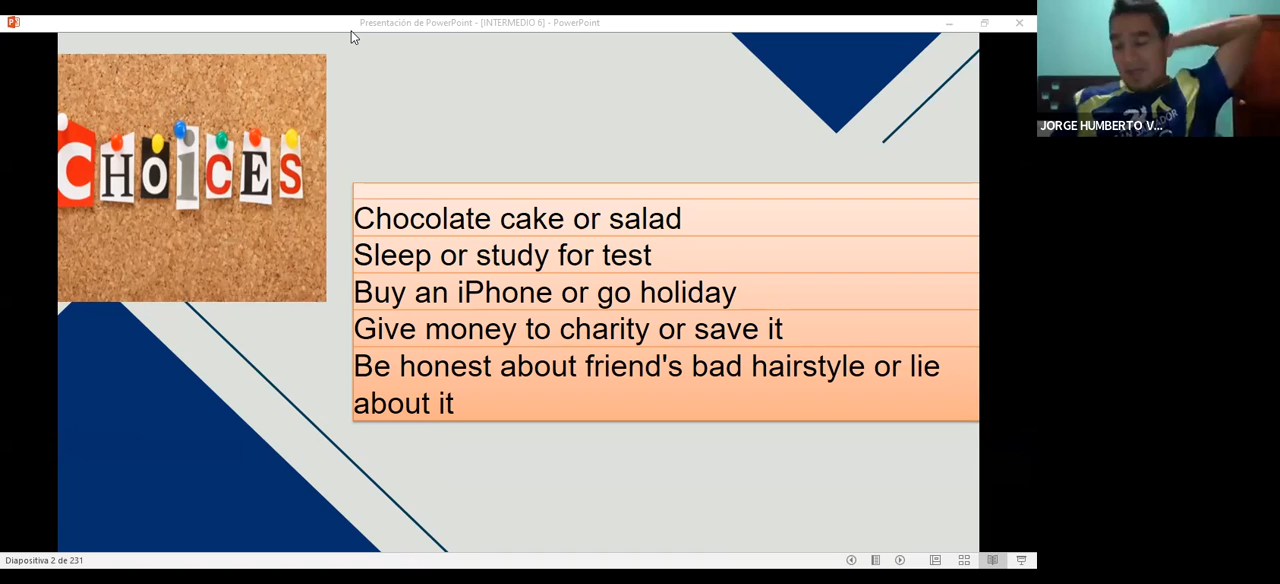 Presentación de PowerPoint - [INTERMEDIO 6] - PowerPoint
CHOiCES
Chocolate cake or salad
Sleep or study for test
Buy an iPhone or go holiday
Give money to charity or save it
Be honest about friend's bad hairstyle or lie
about it
JORGE HUMBERTO V...
Diapositiva 2 de 231